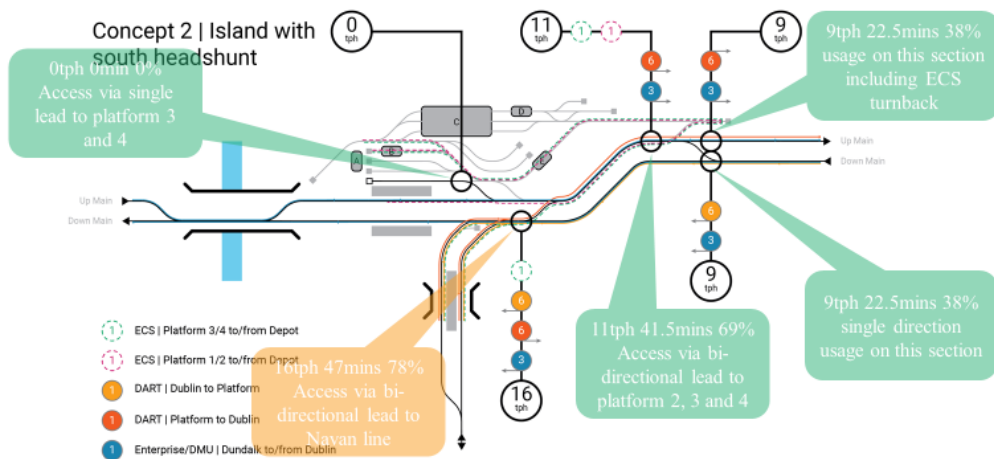 Concept 2 | Island with
south headshunt
0
tph
11
tph
1
1
9
tph
6
3
6
3
0tph 0min 0%
Access via single
lead to platform 3
and 4
9tph 22.5mins 38%
usage on this section
including ECS
turnback
A
B
C
D
E
Up Main
Down Main
Up Main
Down Main
1
6
6
3
16
tph
6
3
9
tph
1 ECS | Platform 3/4 to/from Depot
1 ECS | Platform 1/2 to/from Depot
1 DART | Dublin to Platform
1 DART | Platform to Dublin
1 Enterprise/DMU | Dundalk to/from Dublin
16tph 47mins 78%
Access via bi-
directional lead to
Navan line
11tph 41.5mins 69%
Access via bi-
directional lead to
platform 2, 3 and 4
9tph 22.5mins 38%
single direction
usage on this section